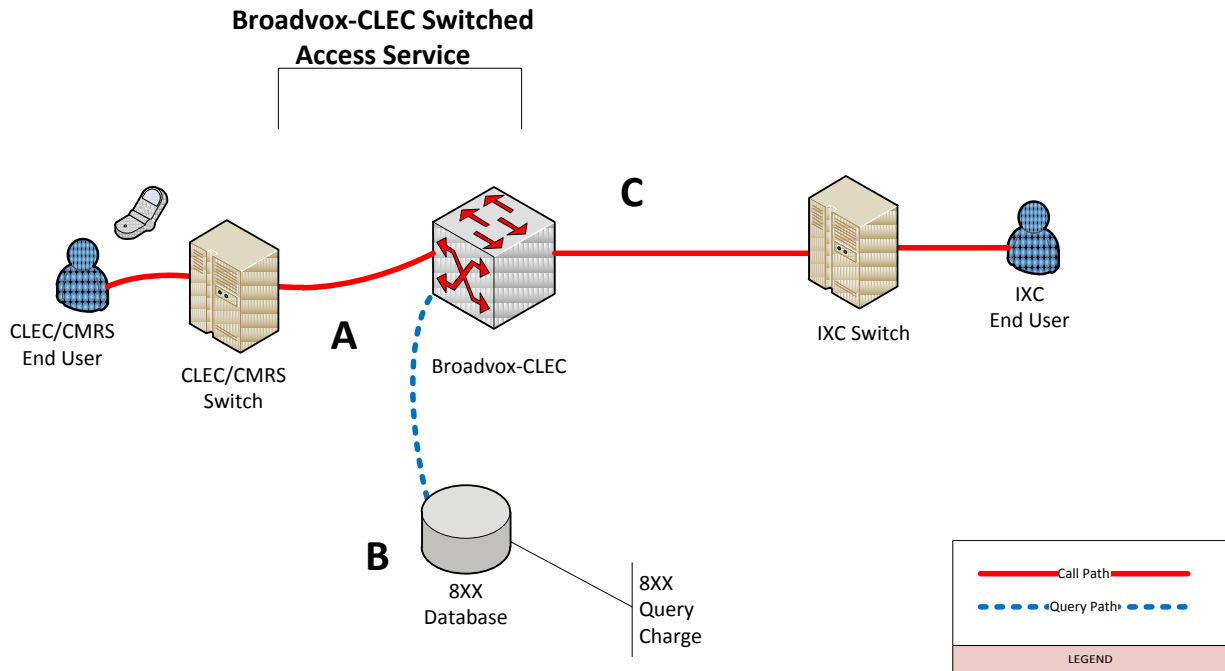 Broadvox-CLEC Switched
Access Service
C
CLEC/CMRS
End User
A
CLEC/CMRS
Switch
Broadvox-CLEC
IXC Switch
IXC
End User
B
8XX
Database
8XX
Query
Charge
Call Path
Query Path
LEGEND